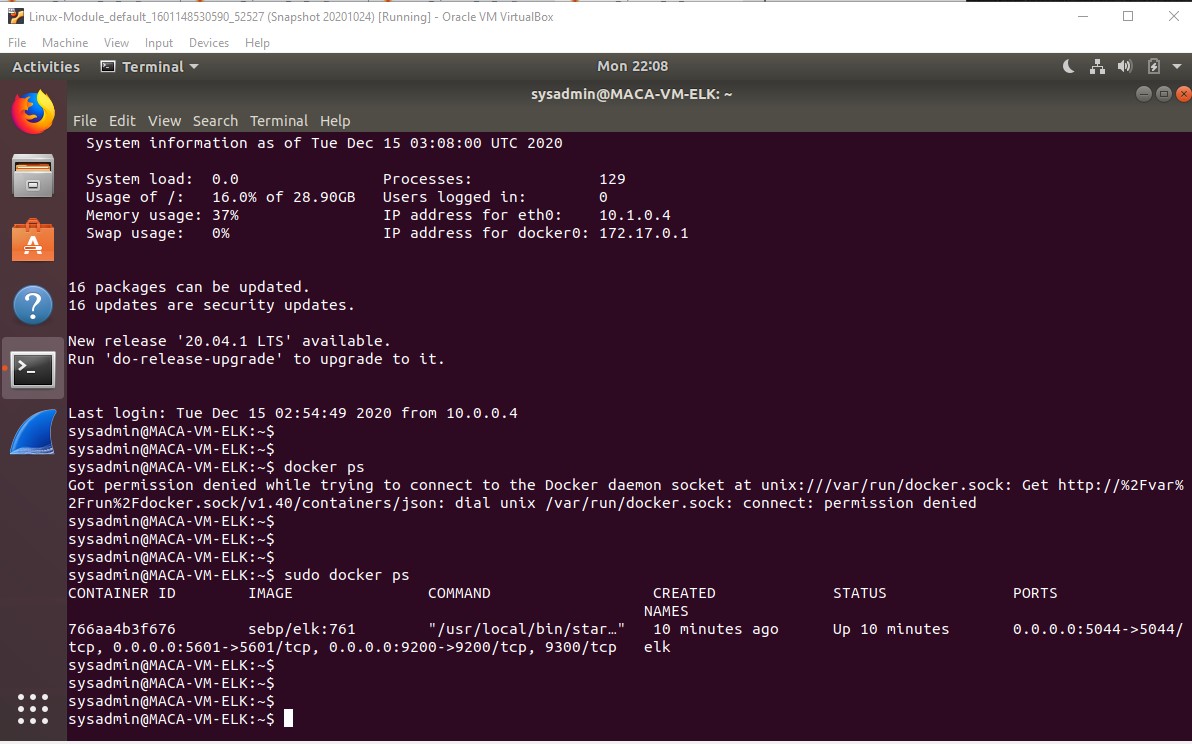 Linux-Module_default_1601148530590_52527 (Snapshot 20201024) [Running] - Oracle VM VirtualBox
File Machine View Input Devices Help
Activities Terminal Mon 22:08
sysadmin@MACA-VM-ELK: ~
File Edit View Search Terminal Help
System information as of Tue Dec 15 03:08:00 UTC 2020
System load: 0.0 Processes: 129
Usage of /: 16.0% of 28.90GB Users logged in: 0
Memory usage: 37% IP address for eth0: 10.1.0.4
Swap usage: 0% IP address for docker0: 172.17.0.1
16 packages can be updated.
16 updates are security updates.
New release '20.04.1 LTS' available.
Run 'do-release-upgrade' to upgrade to it.
Last login: Tue Dec 15 02:54:49 2020 from 10.0.0.4
sysadmin@MACA-VM-ELK:~$
sysadmin@MACA-VM-ELK:~$
sysadmin@MACA-VM-ELK:~$ docker ps
Got permission denied while trying to connect to the Docker daemon socket at unix:///var/run/docker.sock: Get http://%2Fvar%
2Frun%2Fdocker.sock/v1.40/containers/json: dial unix /var/run/docker.sock: connect: permission denied
sysadmin@MACA-VM-ELK:~$
sysadmin@MACA-VM-ELK:~$
sysadmin@MACA-VM-ELK:~$
sysadmin@MACA-VM-ELK:~$ sudo docker ps
CONTAINER ID IMAGE COMMAND CREATED STATUS PORTS
NAMES
766aa4b3f676 sebp/elk:761 "/usr/local/bin/star…" 10 minutes ago Up 10 minutes 0.0.0.0:5044->5044/
tcp, 0.0.0.0:5601->5601/tcp, 0.0.0.0:9200->9200/tcp, 9300/tcp elk
sysadmin@MACA-VM-ELK:~$
sysadmin@MACA-VM-ELK:~$
sysadmin@MACA-VM-ELK:~$
sysadmin@MACA-VM-ELK:~$